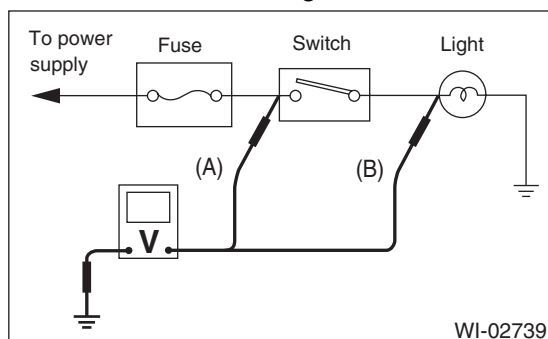 To power
supply
Fuse
Switch
Light
(A)
(B)
V
WI-02739